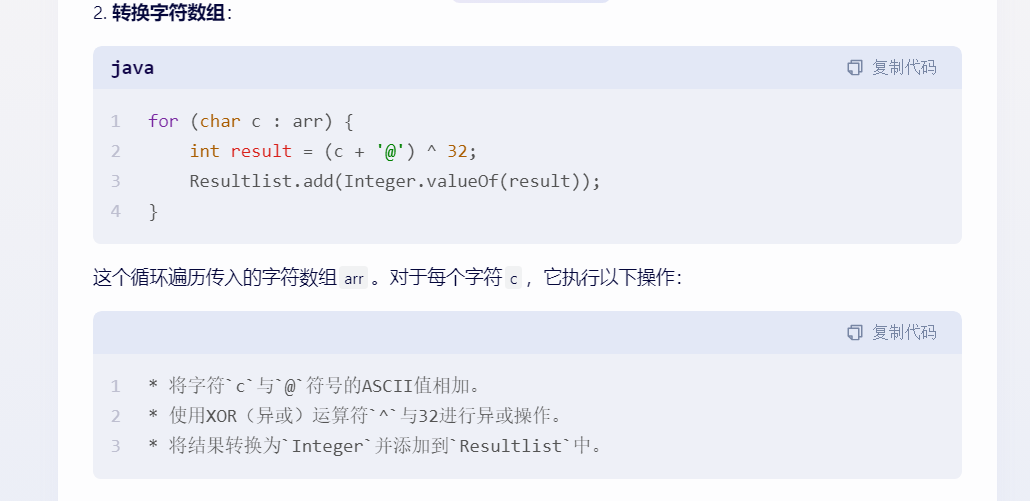 2. 转换字符数组：
java
复制代码
1 for (char c : arr) {
2     int result = (c + '@') ^ 32;
3     Resultlist.add(Integer.valueOf(result));
4 }
这个循环遍历传入的字符数组 arr 。对于每个字符 c ，它执行以下操作：
复制代码
1 * 将字符`c`与`@`符号的ASCII值相加。
2 * 使用XOR（异或）运算符`^`与32进行异或操作。
3 * 将结果转换为`Integer`并添加到`Resultlist`中。